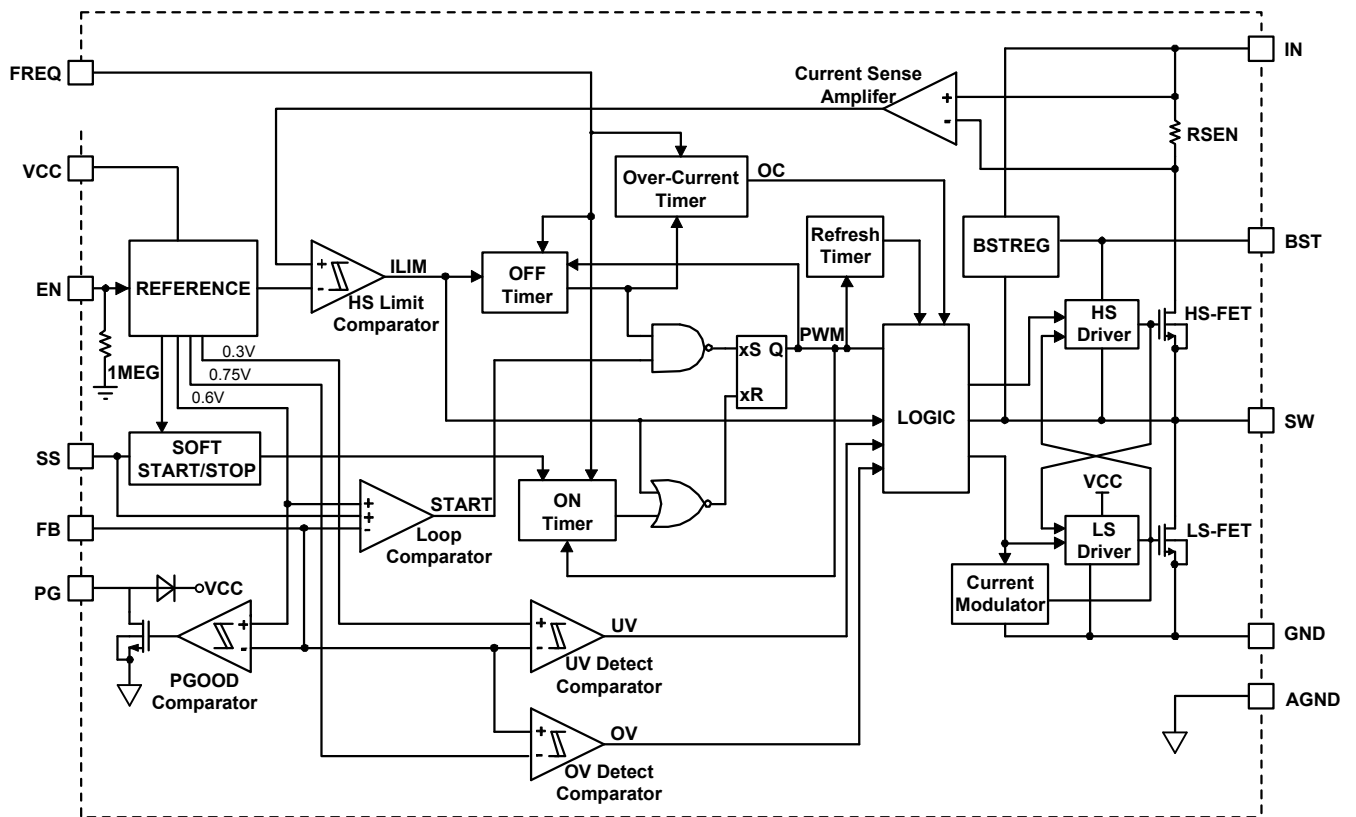 IN
FREQ
Current Sense
Amplifer
+
-
RSEN
VCC
Over-Current
Timer
OC
Refresh
Timer
BSTREG
BST
EN
REFERENCE
+
-
ILIM
HS Limit
Comparator
OFF
Timer
HS
Driver
HS-FET
PWM
xS Q
xR
0.3V
1MEG
0.75V
0.6V
LOGIC
SW
SS
SOFT
START/STOP
ON
Timer
VCC
+
+
-
START
Loop
Comparator
FB
LS
Driver
LS-FET
PG
VCC
Current
Modulator
+
-
PGOOD
Comparator
+
-
UV
UV Detect
Comparator
GND
AGND
+
-
OV
OV Detect
Comparator